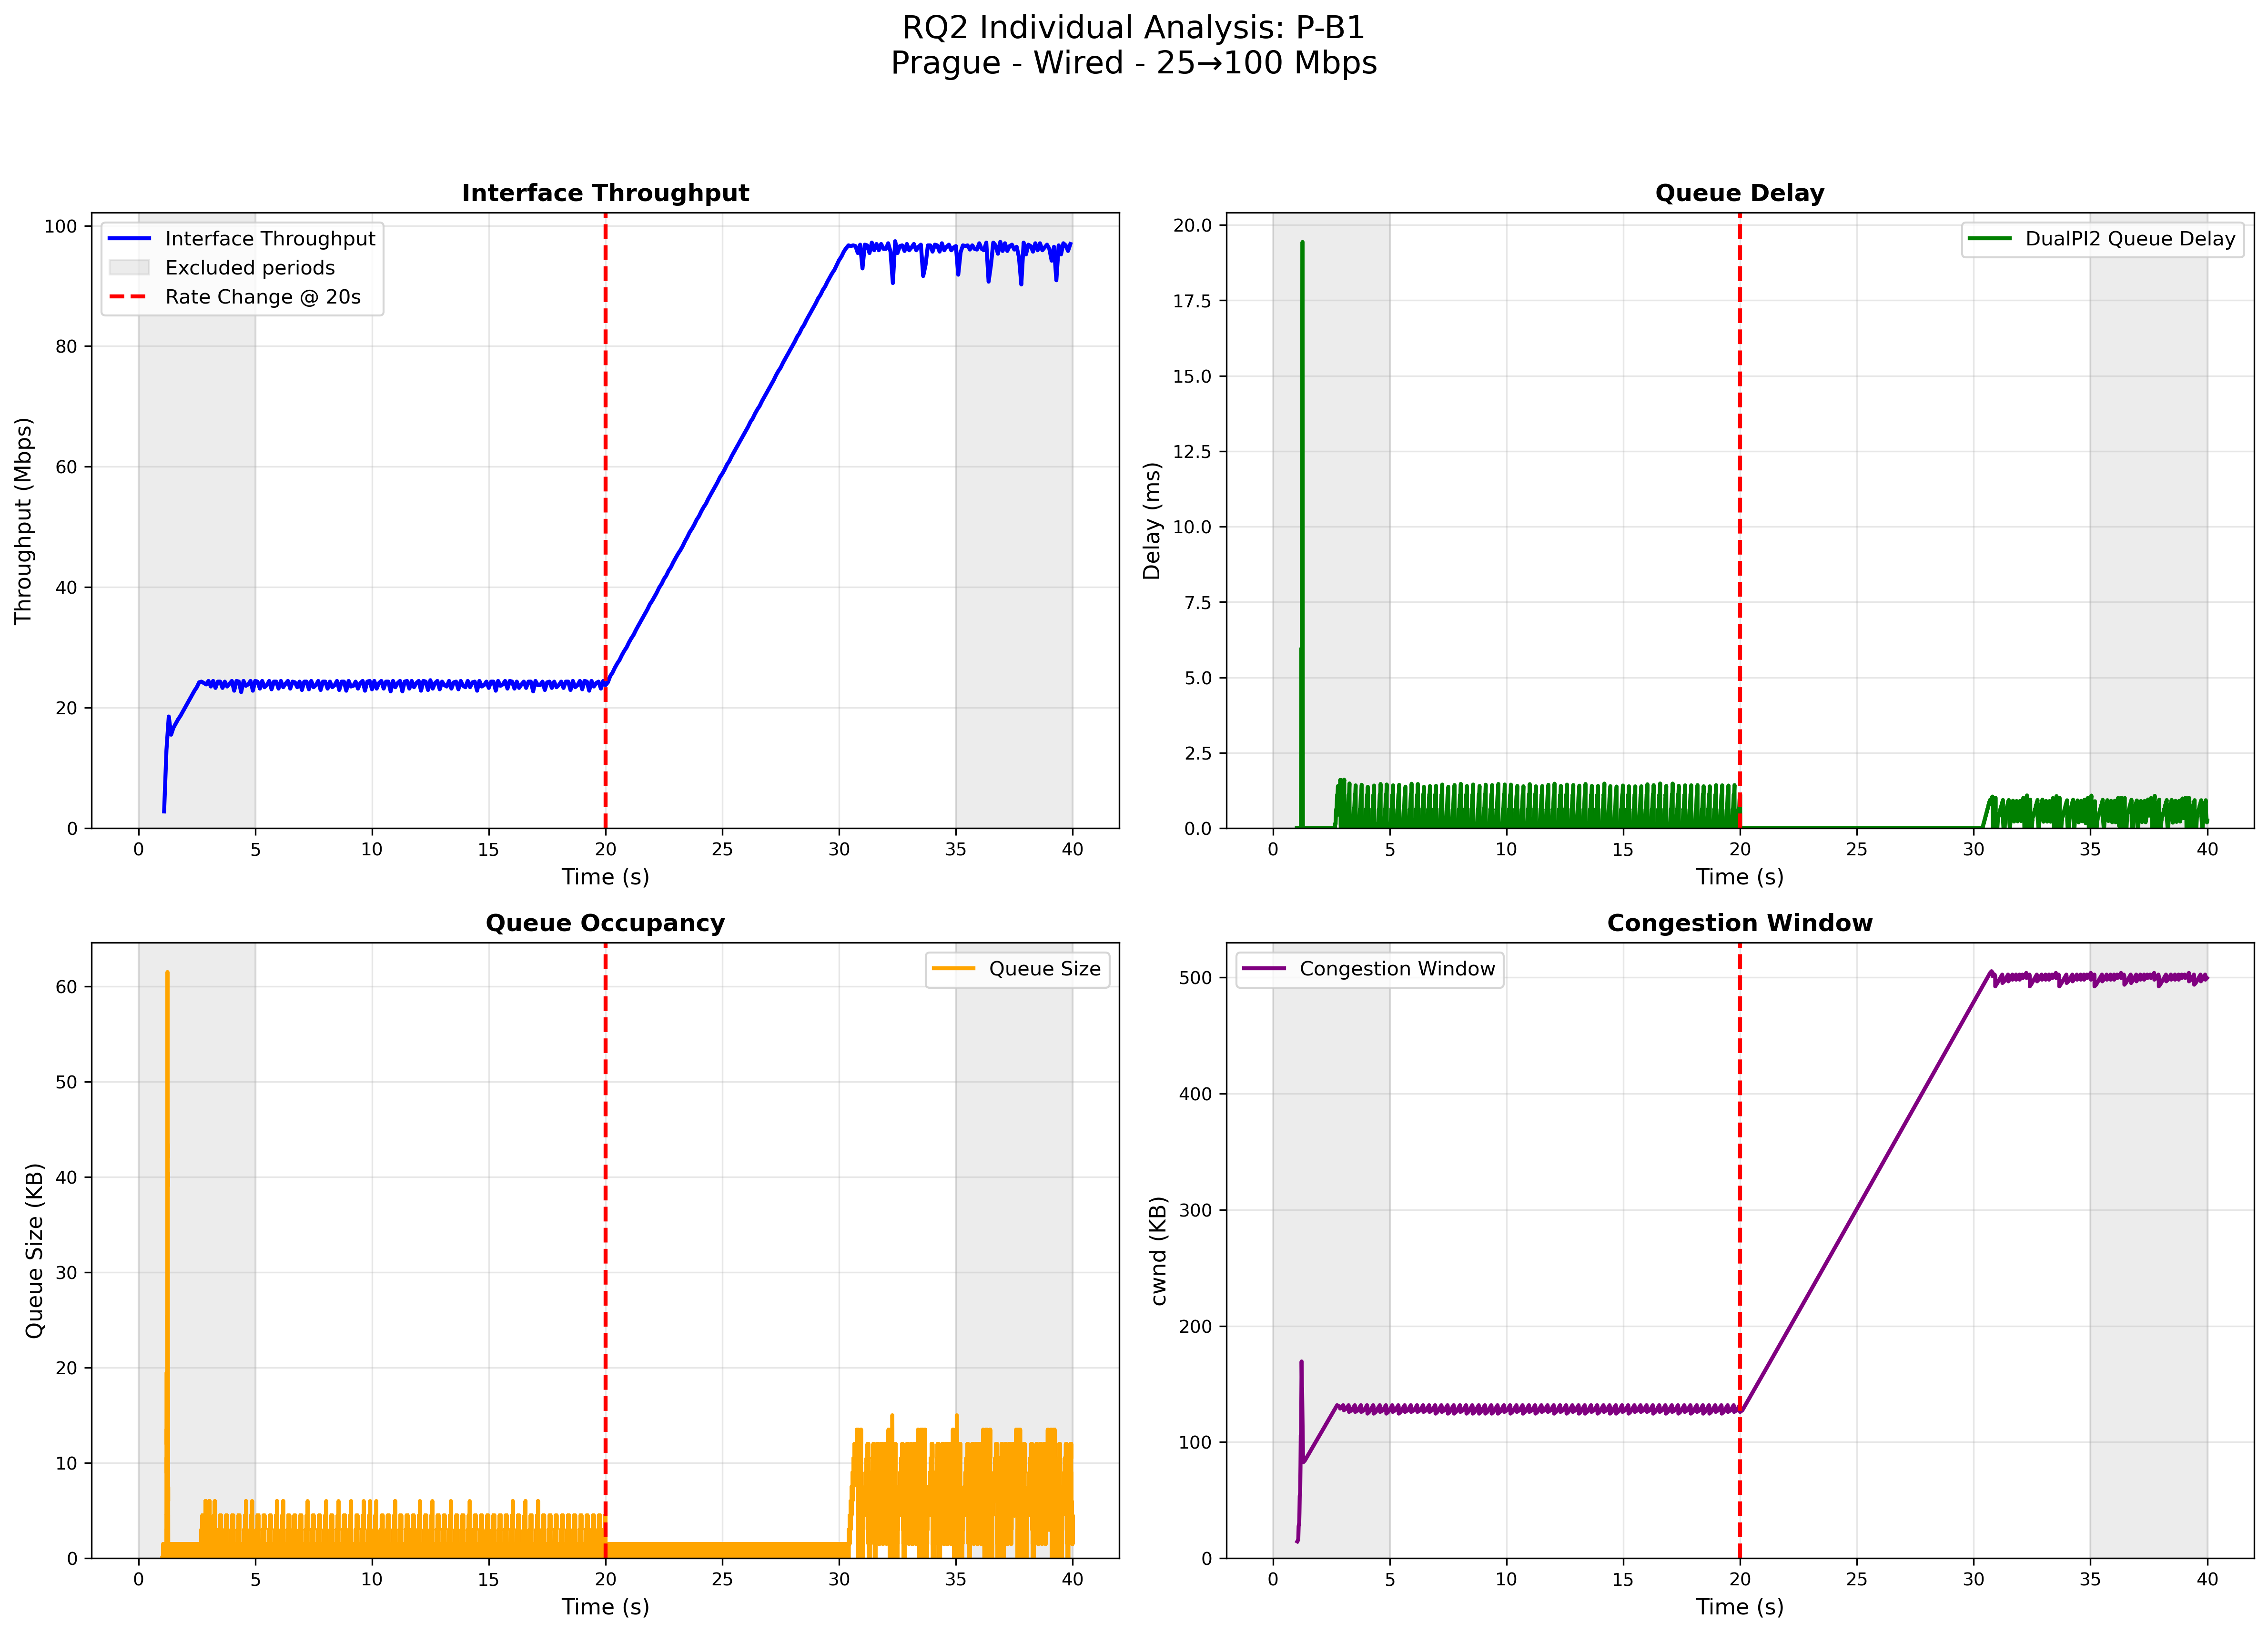 RQ2 Individual Analysis: P-B1
Prague - Wired - 25→100 Mbps
Interface Throughput
Throughput (Mbps)
100
80
60
40
20
0
Interface Throughput
Excluded periods
Rate Change @ 20s
0 5 10 15 20 25 30 35 40
Time (s)
Queue Delay
Delay (ms)
20.0
17.5
15.0
12.5
10.0
7.5
5.0
2.5
0.0
DualPI2 Queue Delay
0 5 10 15 20 25 30 35 40
Time (s)
Queue Occupancy
Queue Size (KB)
60
50
40
30
20
10
0
Queue Size
0 5 10 15 20 25 30 35 40
Time (s)
Congestion Window
cwnd (KB)
500
400
300
200
100
0
Congestion Window
0 5 10 15 20 25 30 35 40
Time (s)